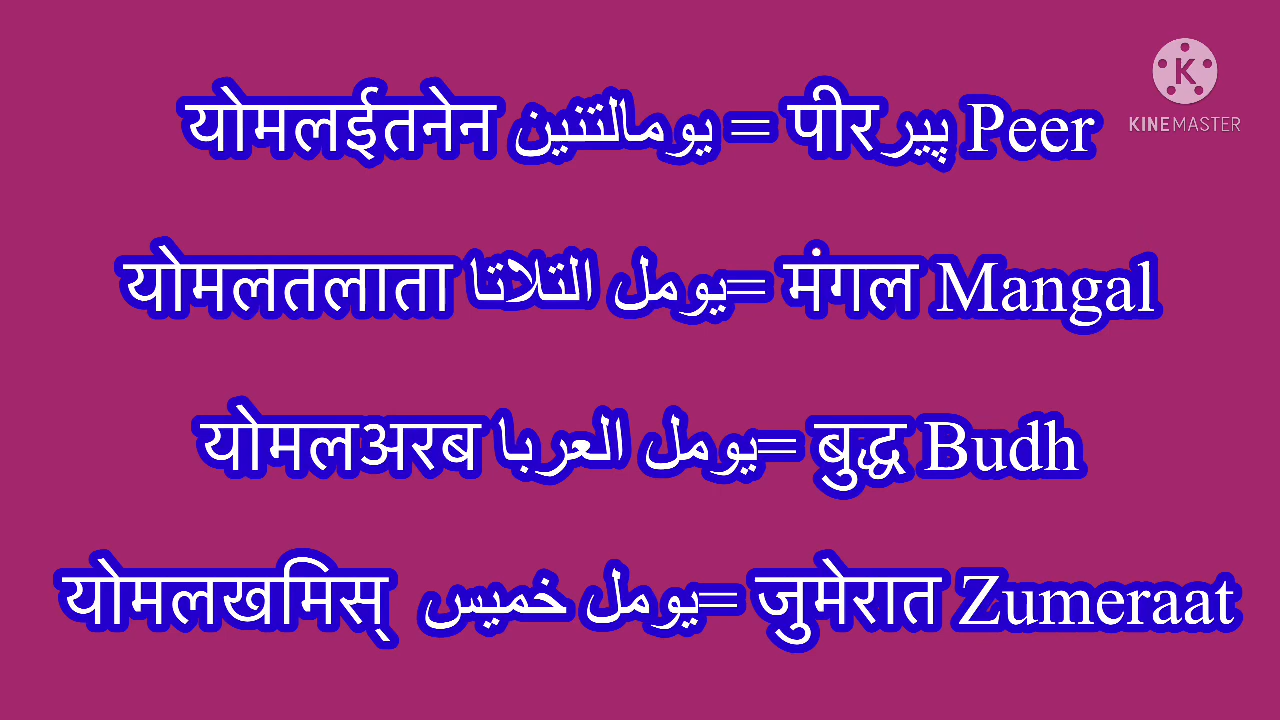 KINEMASTER
योमलईतनेन يومالتنين = पीर پیر Peer
योमलतलाता يومل التلاتا = मंगल Mangal
योमलअरब يومل العربا = बुद्ध Budh
योमलखमिस् يومل خميس = जुमेरात Zumeraat